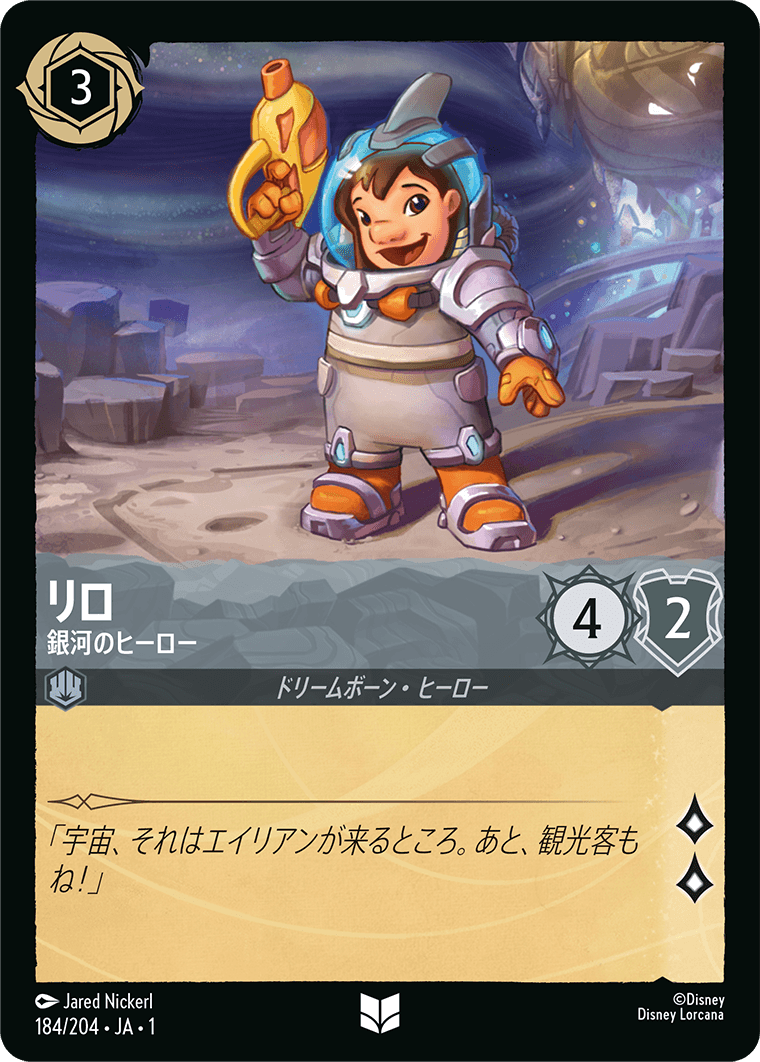 3
リロ
銀河のヒーロー
4
2
ドリームボーン・ヒーロー
「宇宙、それはエイリアンが来るところ。あと、観光客も
ね!」
Jared Nickerl
184/204・JA・1
©Disney
Disney Lorcana